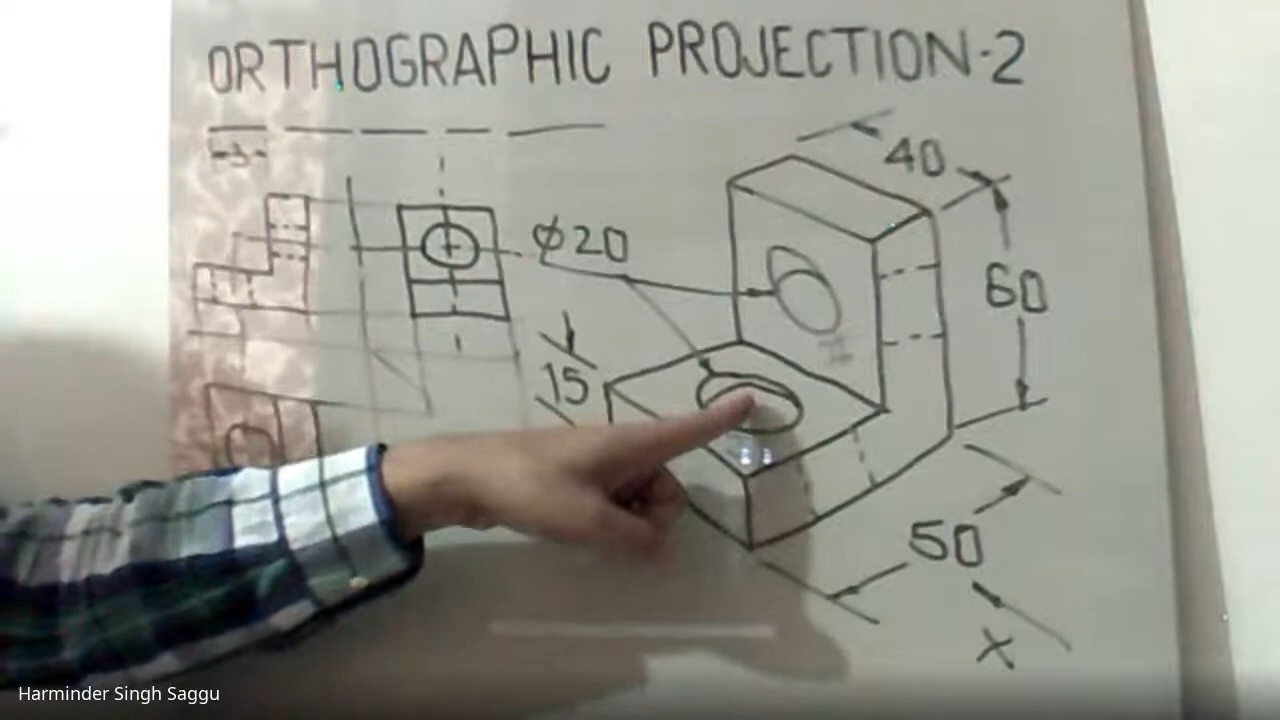 ORTHOGRAPHIC PROJECTION-2
40
φ20
60
15
50
X
Harminder Singh Saggu